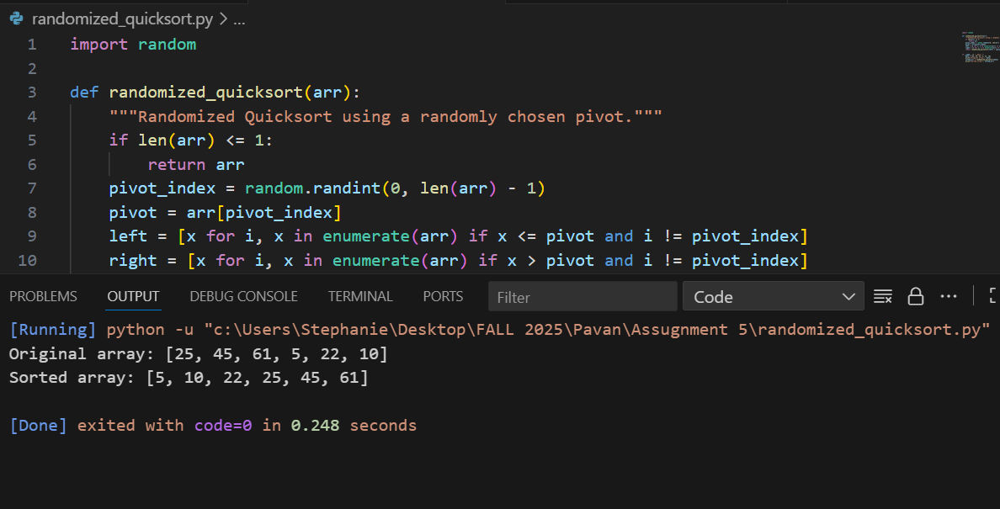 randomized_quicksort.py > ...
1 import random
2
3 def randomized_quicksort(arr):
4 """Randomized Quicksort using a randomly chosen pivot."""
5 if len(arr) <= 1:
6 return arr
7 pivot_index = random.randint(0, len(arr) - 1)
8 pivot = arr[pivot_index]
9 left = [x for i, x in enumerate(arr) if x <= pivot and i != pivot_index]
10 right = [x for i, x in enumerate(arr) if x > pivot and i != pivot_index]
PROBLEMS OUTPUT DEBUG CONSOLE TERMINAL PORTS Filter Code
[Running] python -u "c:\Users\Stephanie\Desktop\FALL 2025\Pavan\Assugnment 5\randomized_quicksort.py"
Original array: [25, 45, 61, 5, 22, 10]
Sorted array: [5, 10, 22, 25, 45, 61]
[Done] exited with code=0 in 0.248 seconds